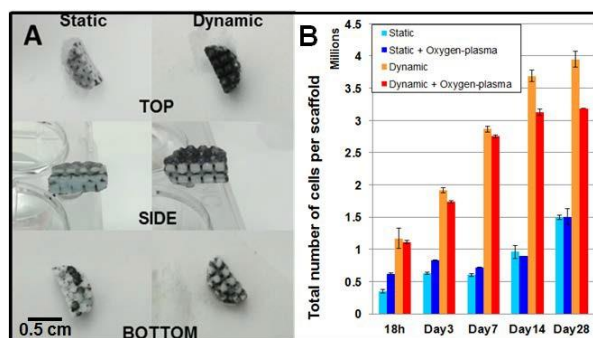 A
Static Dynamic
TOP
SIDE
BOTTOM
0.5 cm
B
Millions
Total number of cells per scaffold
Static
Static + Oxygen-plasma
Dynamic
Dynamic + Oxygen-plasma
4.5
4
3.5
3
2.5
2
1.5
1
0.5
0
18h Day3 Day7 Day14 Day28